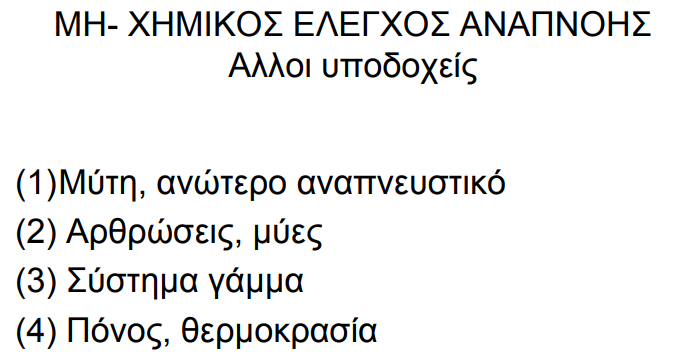 ΜΗ- ΧΗΜΙΚΟΣ ΕΛΕΓΧΟΣ ΑΝΑΠΝΟΗΣ
Αλλοι υποδοχείς
(1)Μύτη, ανώτερο αναπνευστικό
(2) Αρθρώσεις, μύες
(3) Σύστημα γάμμα
(4) Πόνος, θερμοκρασία